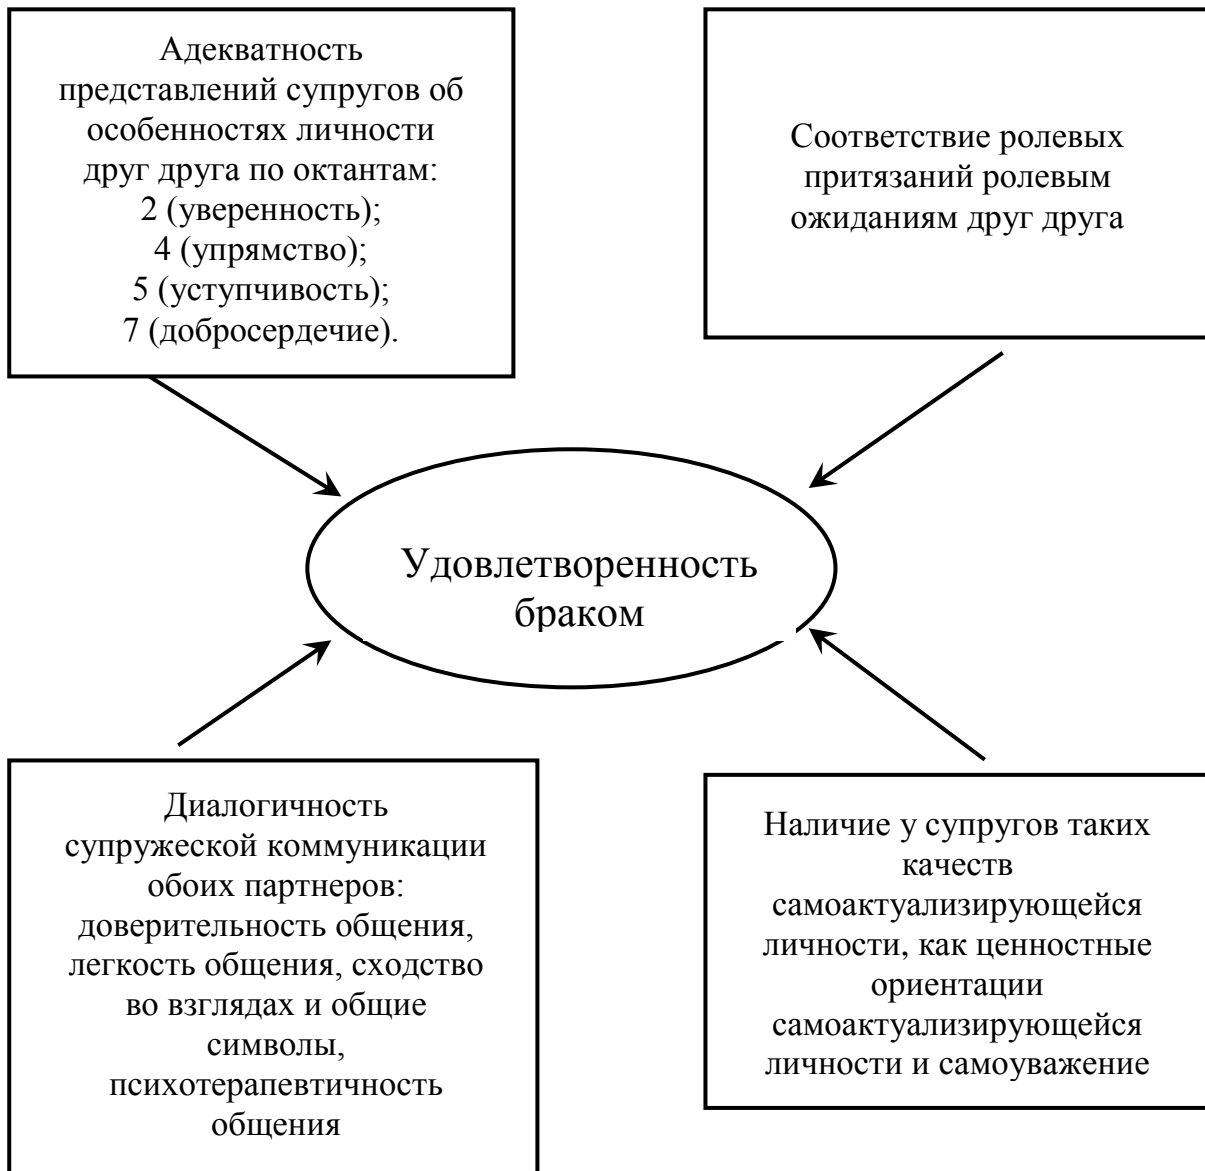 Адекватность
представлений супругов об
особенностях личности
друг друга по октантам:
2 (уверенность);
4 (упрямство);
5 (уступчивость);
7 (добросердечие).
Соответствие ролевых
притязаний ролевым
ожиданиям друг друга
Удовлетворенность
браком
Диалогичность
супружеской коммуникации
обоих партнеров:
доверительность общения,
легкость общения, сходство
во взглядах и общие
символы,
психотерапевтичность
общения
Наличие у супругов таких
качеств
самоактуализирующейся
личности, как ценностные
ориентации
самоактуализирующейся
личности и самоуважение